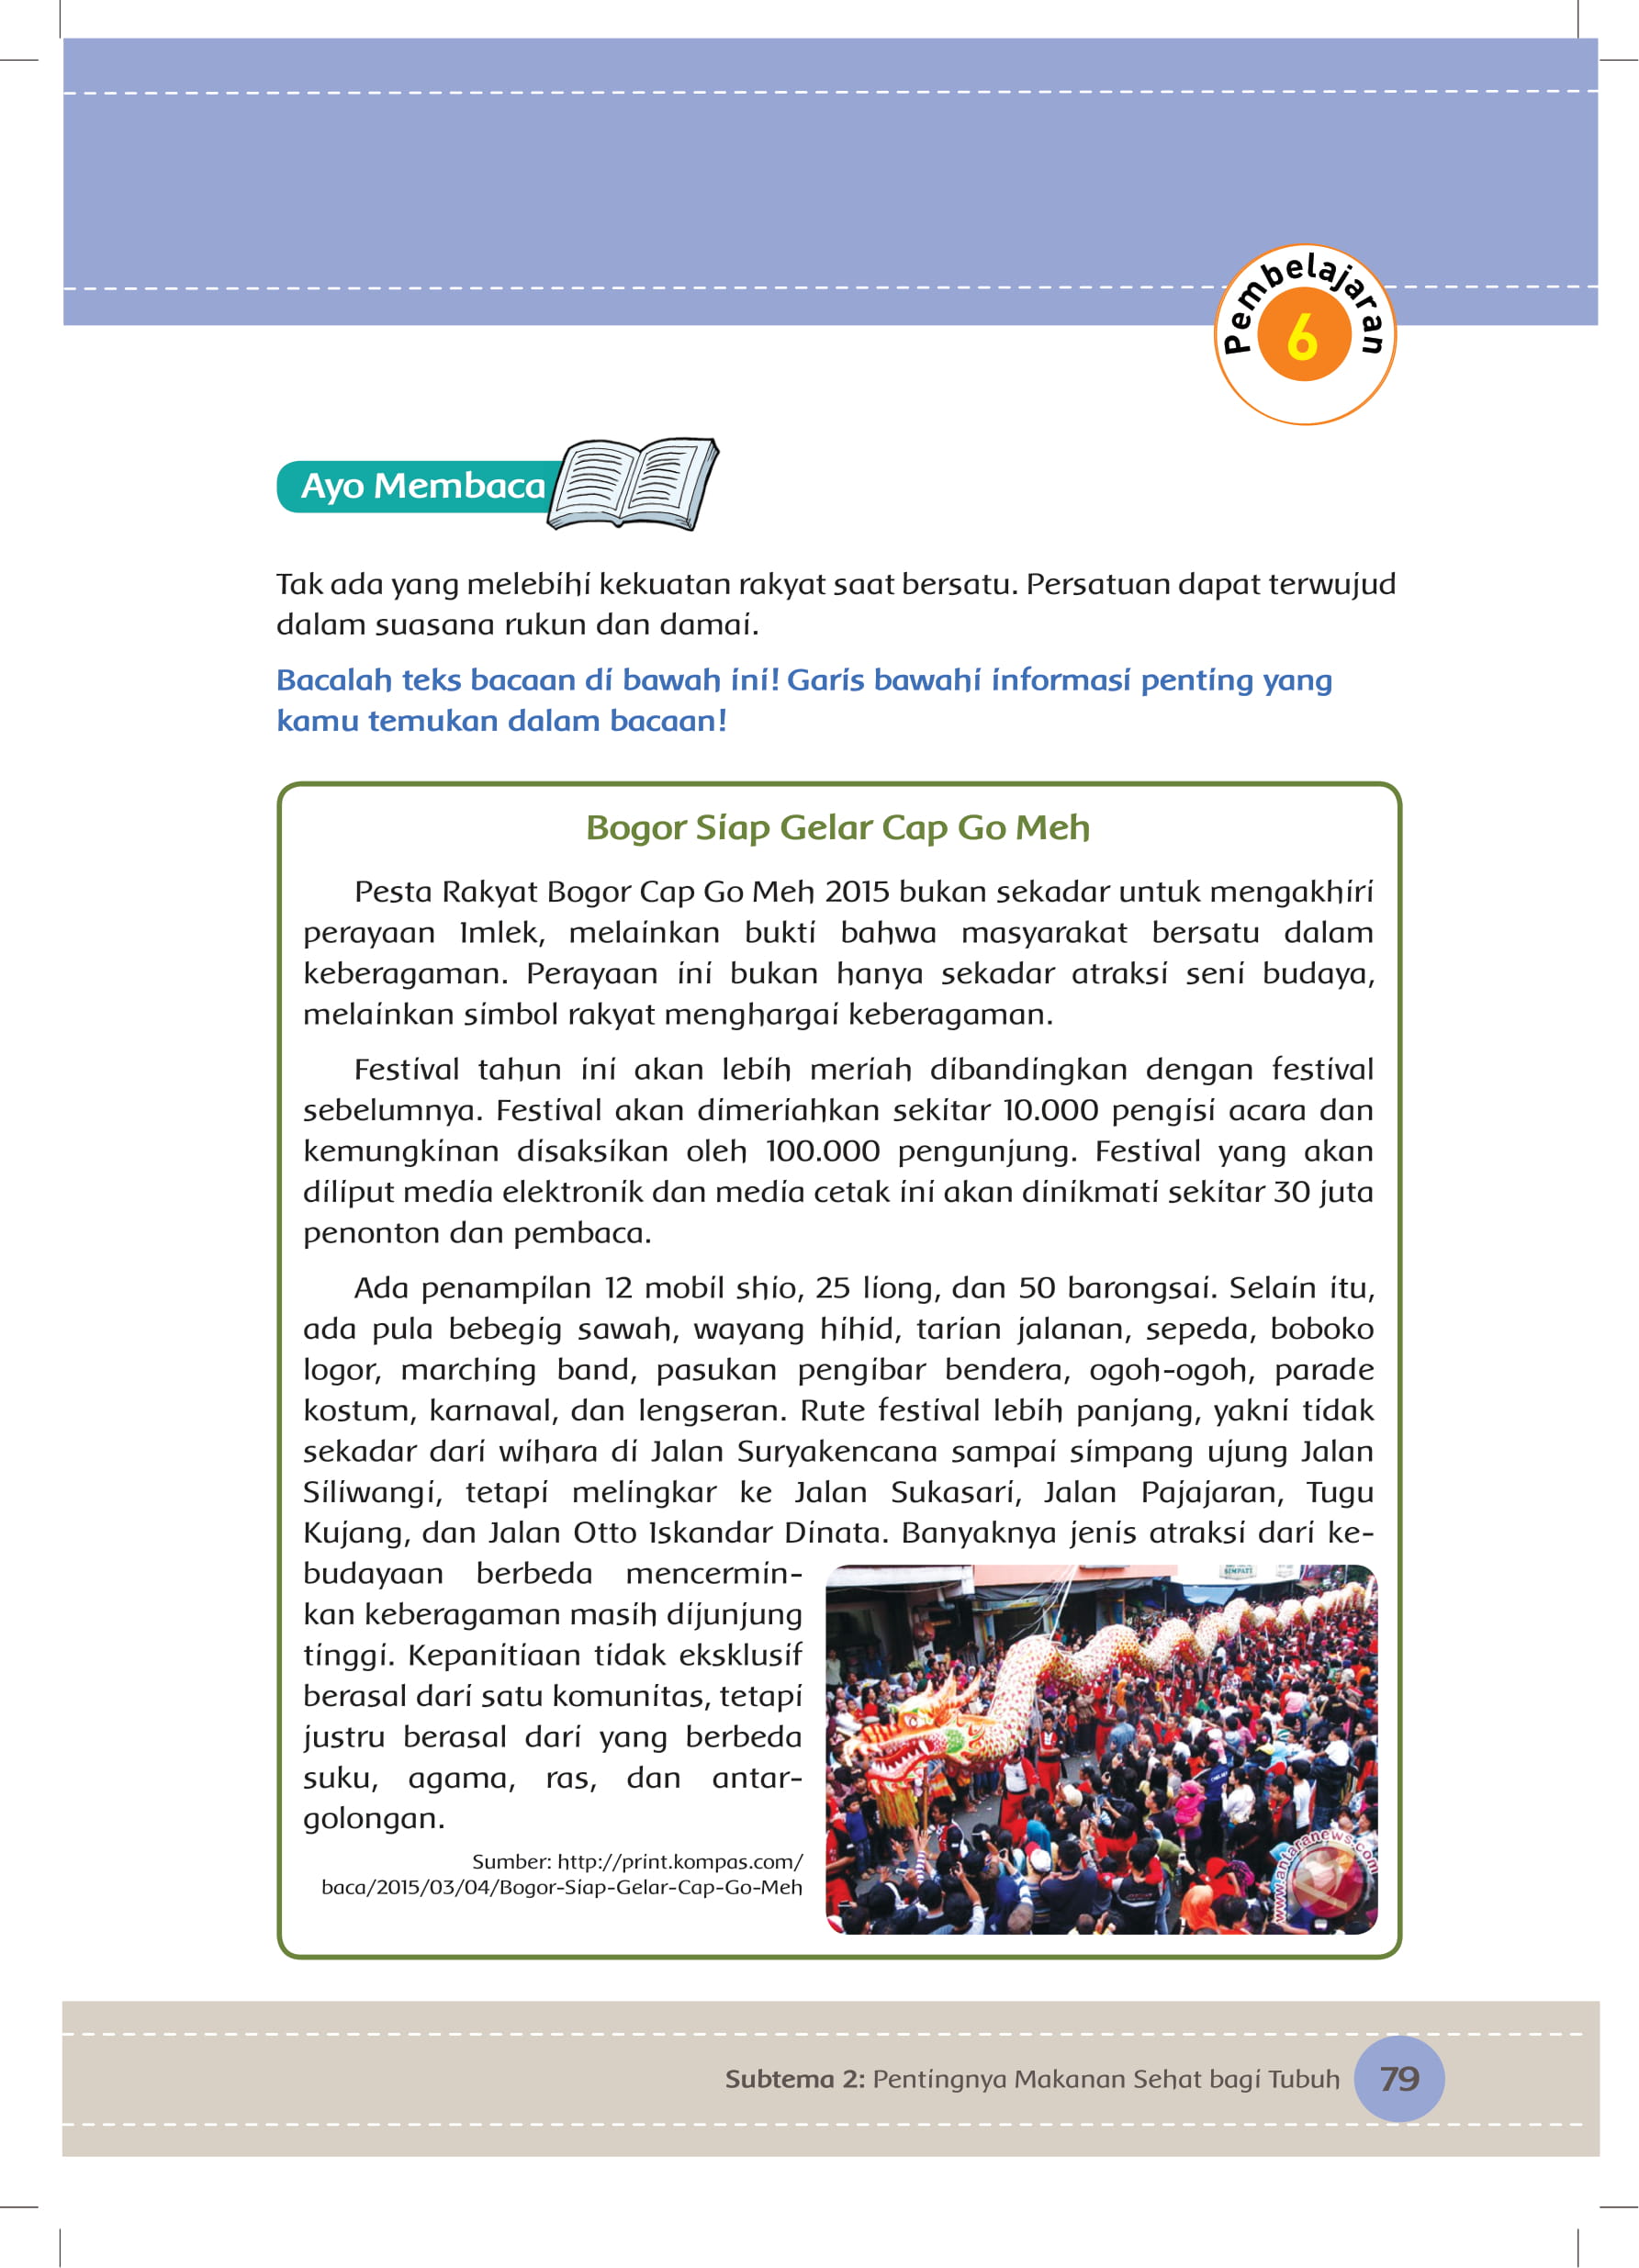 Pembelajaran
6
Ayo Membaca
Tak ada yang melebihi kekuatan rakyat saat bersatu. Persatuan dapat terwujud
dalam suasana rukun dan damai.
Bacalah teks bacaan di bawah ini! Garis bawahi informasi penting yang
kamu temukan dalam bacaan!
Bogor Siap Gelar Cap Go Meh
Pesta Rakyat Bogor Cap Go Meh 2015 bukan sekadar untuk mengakhiri
perayaan Imlek, melainkan bukti bahwa masyarakat bersatu dalam
keberagaman. Perayaan ini bukan hanya sekadar atraksi seni budaya,
melainkan simbol rakyat menghargai keberagaman.
Festival tahun ini akan lebih meriah dibandingkan dengan festival
sebelumnya. Festival akan dimeriahkan sekitar 10.000 pengisi acara dan
kemungkinan disaksikan oleh 100.000 pengunjung. Festival yang akan
diliput media elektronik dan media cetak ini akan dinikmati sekitar 30 juta
penonton dan pembaca.
Ada penampilan 12 mobil shio, 25 liong, dan 50 barongsai. Selain itu,
ada pula bebegig sawah, wayang hihid, tarian jalanan, sepeda, boboko
logor, marching band, pasukan pengibar bendera, ogoh-ogoh, parade
kostum, karnaval, dan lengseran. Rute festival lebih panjang, yakni tidak
sekadar dari wihara di Jalan Suryakencana sampai simpang ujung Jalan
Siliwangi, tetapi melingkar ke Jalan Sukasari, Jalan Pajajaran, Tugu
Kujang, dan Jalan Otto Iskandar Dinata. Banyaknya jenis atraksi dari ke-
budayaan berbeda mencermin-
kan keberagaman masih dijunjung
tinggi. Kepanitiaan tidak eksklusif
berasal dari satu komunitas, tetapi
justru berasal dari yang berbeda
suku, agama, ras, dan antar-
golongan.
Sumber: http://print.kompas.com/
baca/2015/03/04/Bogor-Siap-Gelar-Cap-Go-Meh
SIMPATI
www.antaranews.com
Subtema 2: Pentingnya Makanan Sehat bagi Tubuh
79